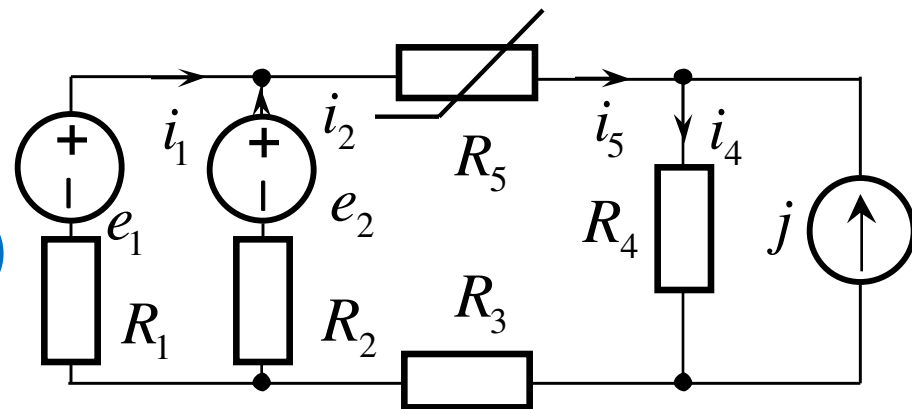 i₁
i₂
R₅
i₅
i₄
e₁
e₂
R₄
j
R₁
R₂
R₃
+
−
+
−